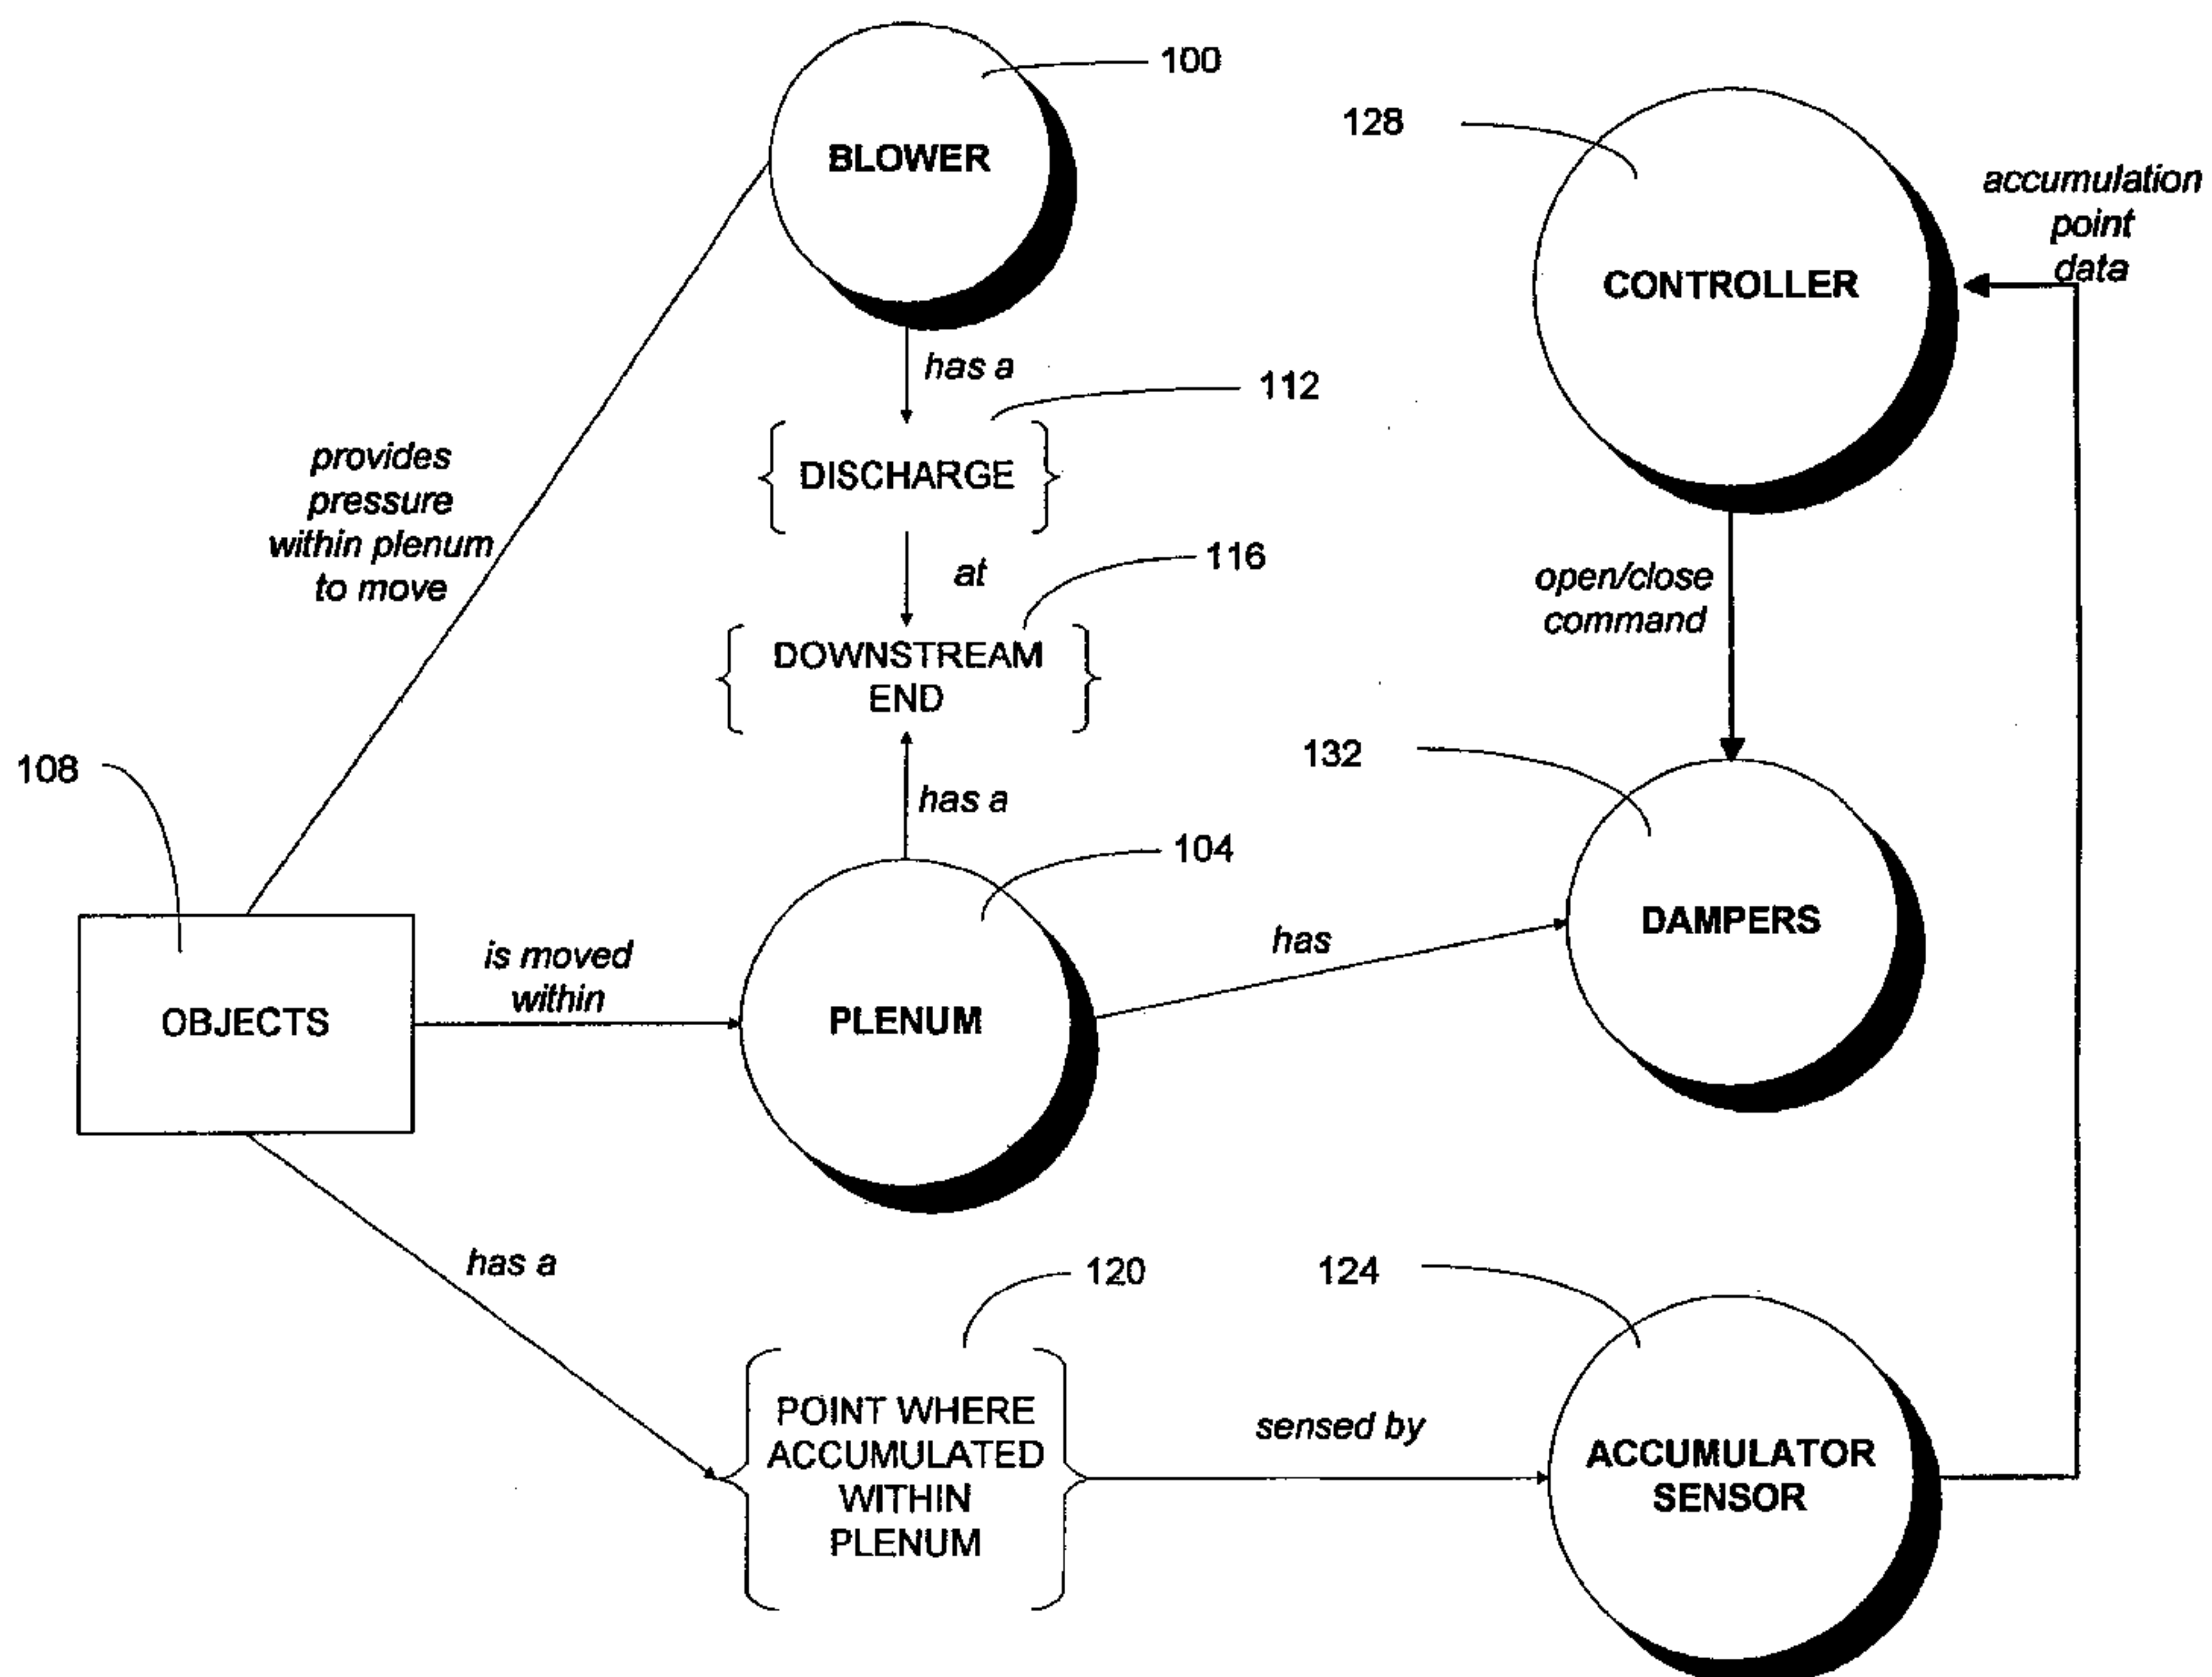 100
BLOWER
128
CONTROLLER
accumulation
point
data
has a
112
DISCHARGE
provides
pressure
within plenum
to move
at
116
DOWNSTREAM
END
open/close
command
108
has a
132
104
DAMPERS
OBJECTS
is moved
within
PLENUM
has
has a
120
124
POINT WHERE
ACCUMULATED
WITHIN
PLENUM
sensed by
ACCUMULATOR
SENSOR